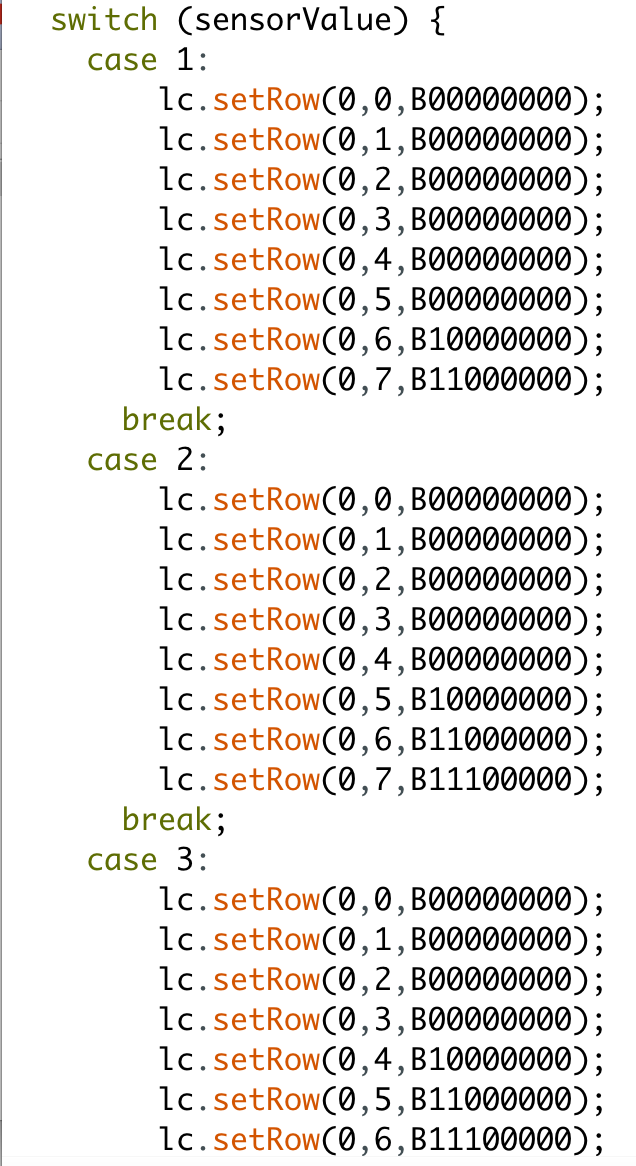 switch (sensorValue) {
case 1:
lc.setRow(0,0,B00000000);
lc.setRow(0,1,B00000000);
lc.setRow(0,2,B00000000);
lc.setRow(0,3,B00000000);
lc.setRow(0,4,B00000000);
lc.setRow(0,5,B00000000);
lc.setRow(0,6,B10000000);
lc.setRow(0,7,B11000000);
break;
case 2:
lc.setRow(0,0,B00000000);
lc.setRow(0,1,B00000000);
lc.setRow(0,2,B00000000);
lc.setRow(0,3,B00000000);
lc.setRow(0,4,B00000000);
lc.setRow(0,5,B10000000);
lc.setRow(0,6,B11000000);
lc.setRow(0,7,B11100000);
break;
case 3:
lc.setRow(0,0,B00000000);
lc.setRow(0,1,B00000000);
lc.setRow(0,2,B00000000);
lc.setRow(0,3,B00000000);
lc.setRow(0,4,B10000000);
lc.setRow(0,5,B11000000);
lc.setRow(0,6,B11100000);